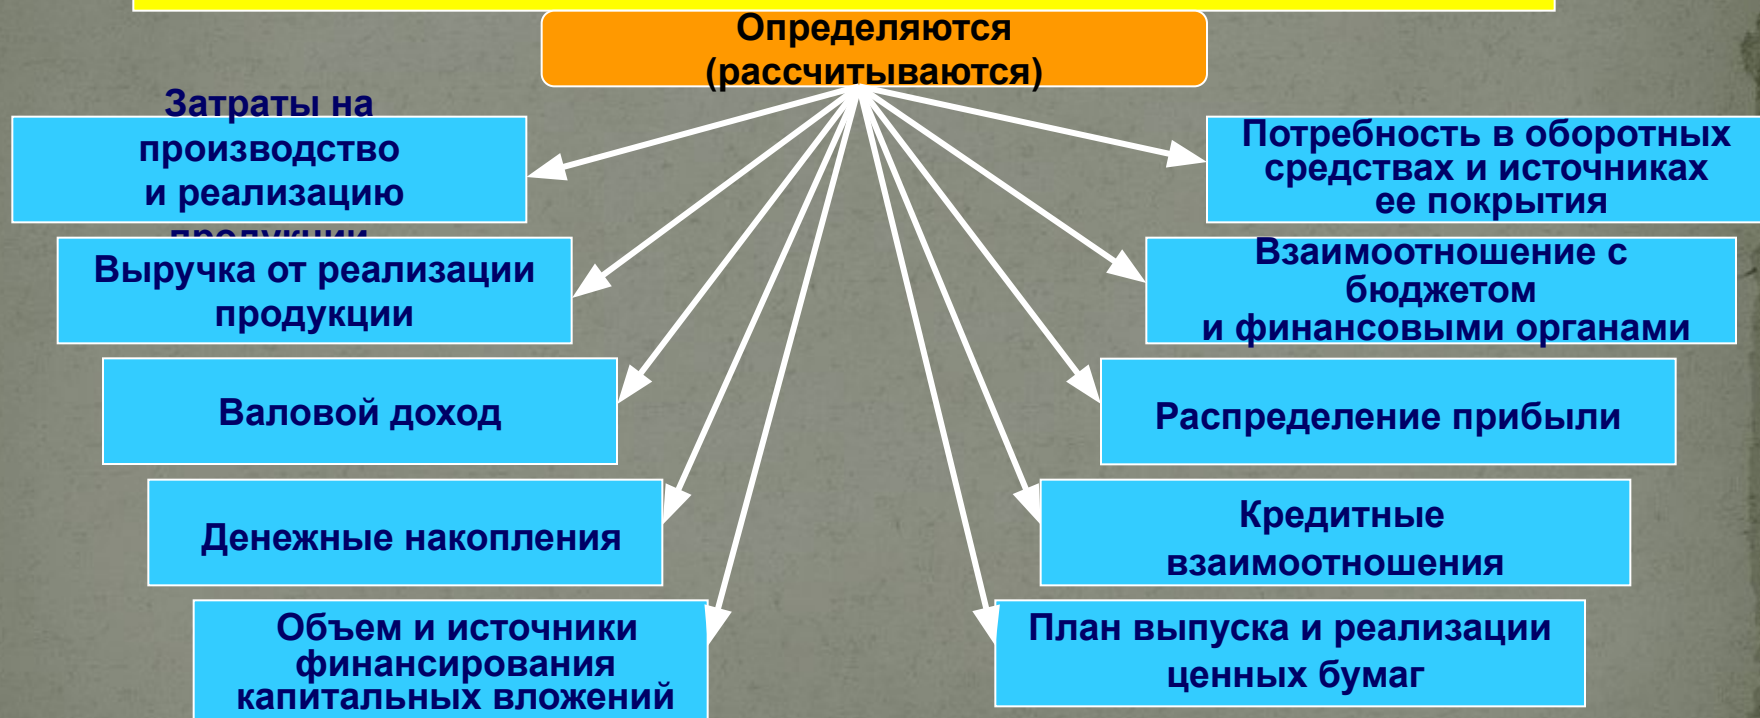 Определяются
(рассчитываются)
Затраты на
производство
и реализацию
продукции
Выручка от реализации
продукции
Валовой доход
Денежные накопления
Объем и источники
финансирования
капитальных вложений
Потребность в оборотных
средствах и источниках
ее покрытия
Взаимоотношение с
бюджетом
и финансовыми органами
Распределение прибыли
Кредитные
взаимоотношения
План выпуска и реализации
ценных бумаг